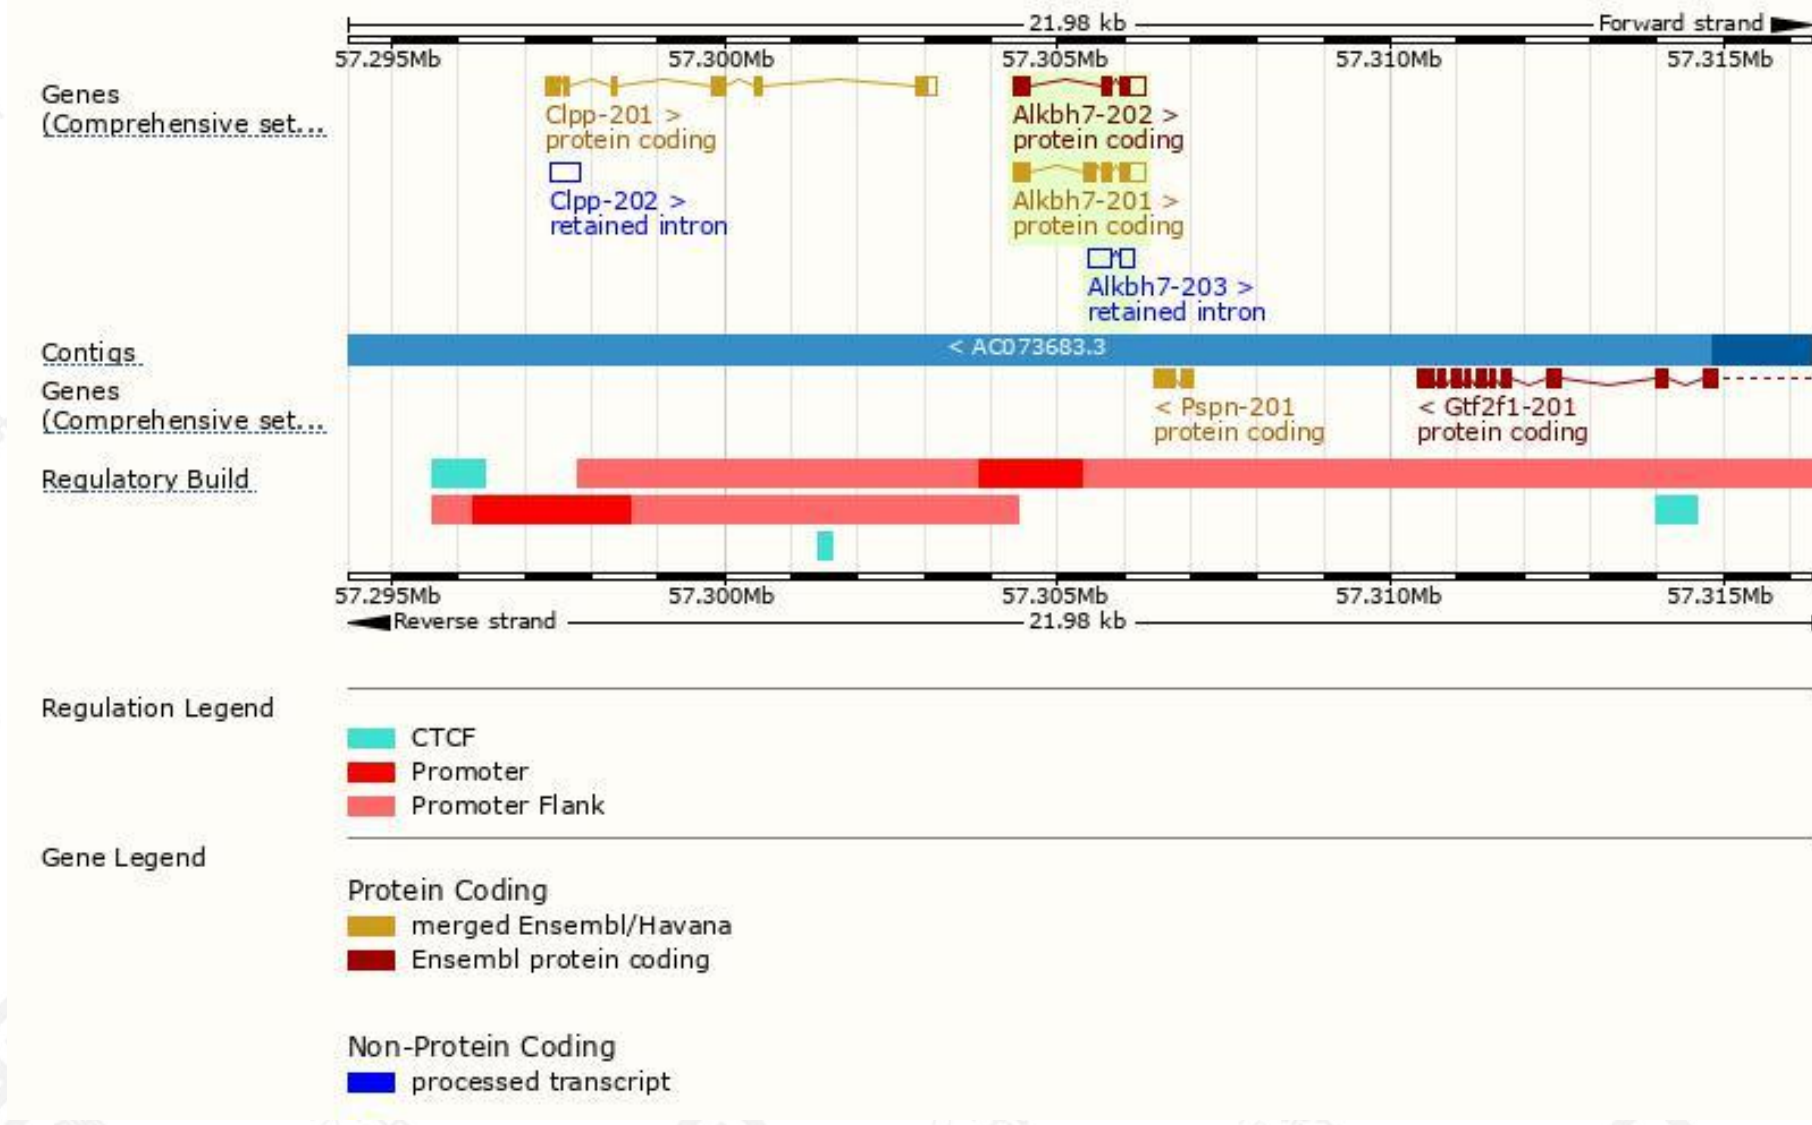 21.98 kb
Forward strand
57.295Mb 57.300Mb 57.305Mb 57.310Mb 57.315Mb
Genes
(Comprehensive set...
Clpp-201 >
protein coding
Alkbh7-202 >
protein coding
Clpp-202 >
retained intron
Alkbh7-201 >
protein coding
Alkbh7-203 >
retained intron
Contigs
< AC073683.3
Genes
(Comprehensive set...
< Pspn-201
protein coding
< Gtf2f1-201
protein coding
Regulatory Build
57.295Mb 57.300Mb 57.305Mb 57.310Mb 57.315Mb
Reverse strand
21.98 kb
Regulation Legend
CTCF
Promoter
Promoter Flank
Gene Legend
Protein Coding
merged Ensembl/Havana
Ensembl protein coding
Non-Protein Coding
processed transcript